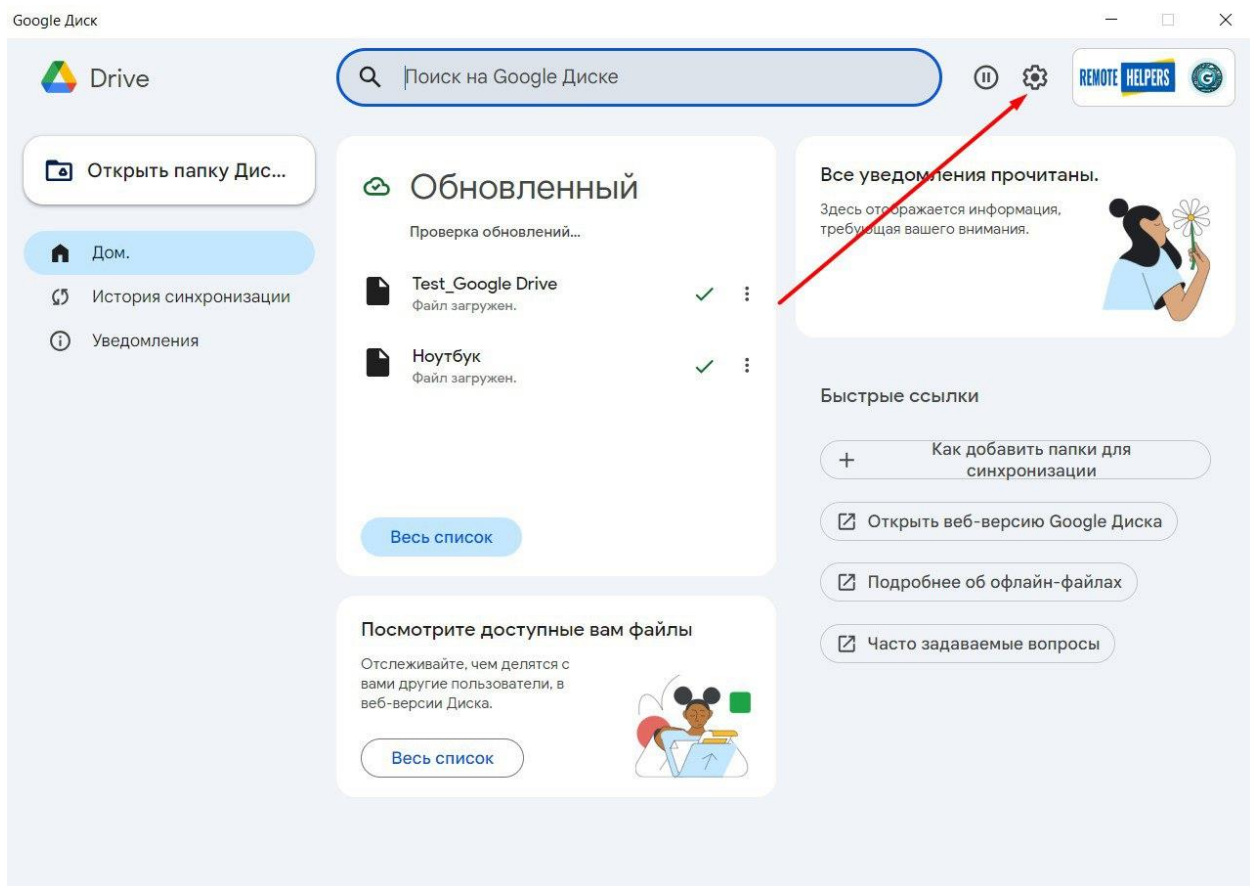 Google Диск
Drive
Поиск на Google Диске
REMOTE HELPERS
G
Открыть папку Дис...
Дом.
История синхронизации
Уведомления
Обновленный
Проверка обновлений...
Test_Google Drive
Файл загружен.
Ноутбук
Файл загружен.
Весь список
Посмотрите доступные вам файлы
Отслеживайте, чем делятся с
вами другие пользователи, в
веб-версии Диска.
Весь список
Все уведомления прочитаны.
Здесь отображается информация,
требующая вашего внимания.
Быстрые ссылки
Как добавить папки для
синхронизации
Открыть веб-версию Google Диска
Подробнее об офлайн-файлах
Часто задаваемые вопросы